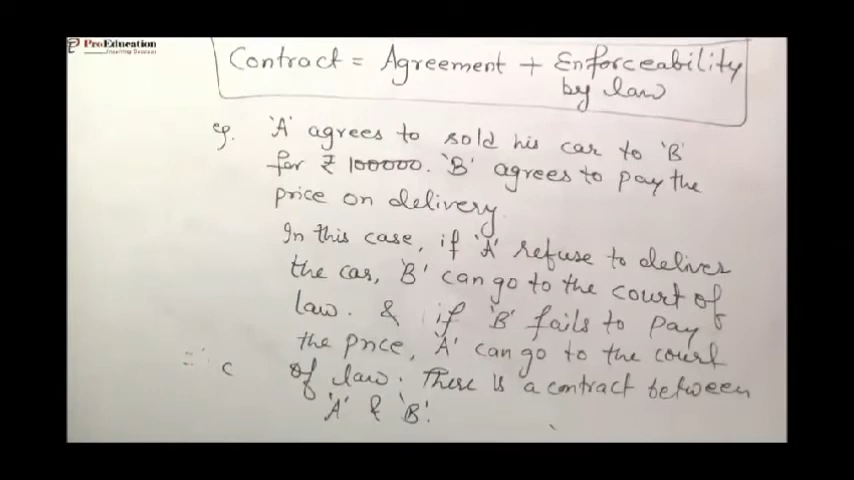 ProEducation
Inspiring Success
Contract = Agreement + Enforceability
by law
eg. 'A' agrees to sold his car to 'B'
for ₹ 100000. 'B' agrees to pay the
price on delivery.
In this case, if 'A' refuse to deliver
the car, 'B' can go to the court of
law. & if 'B' fails to pay
the price, 'A' can go to the court
of law. There is a contract between
'A' & 'B'.